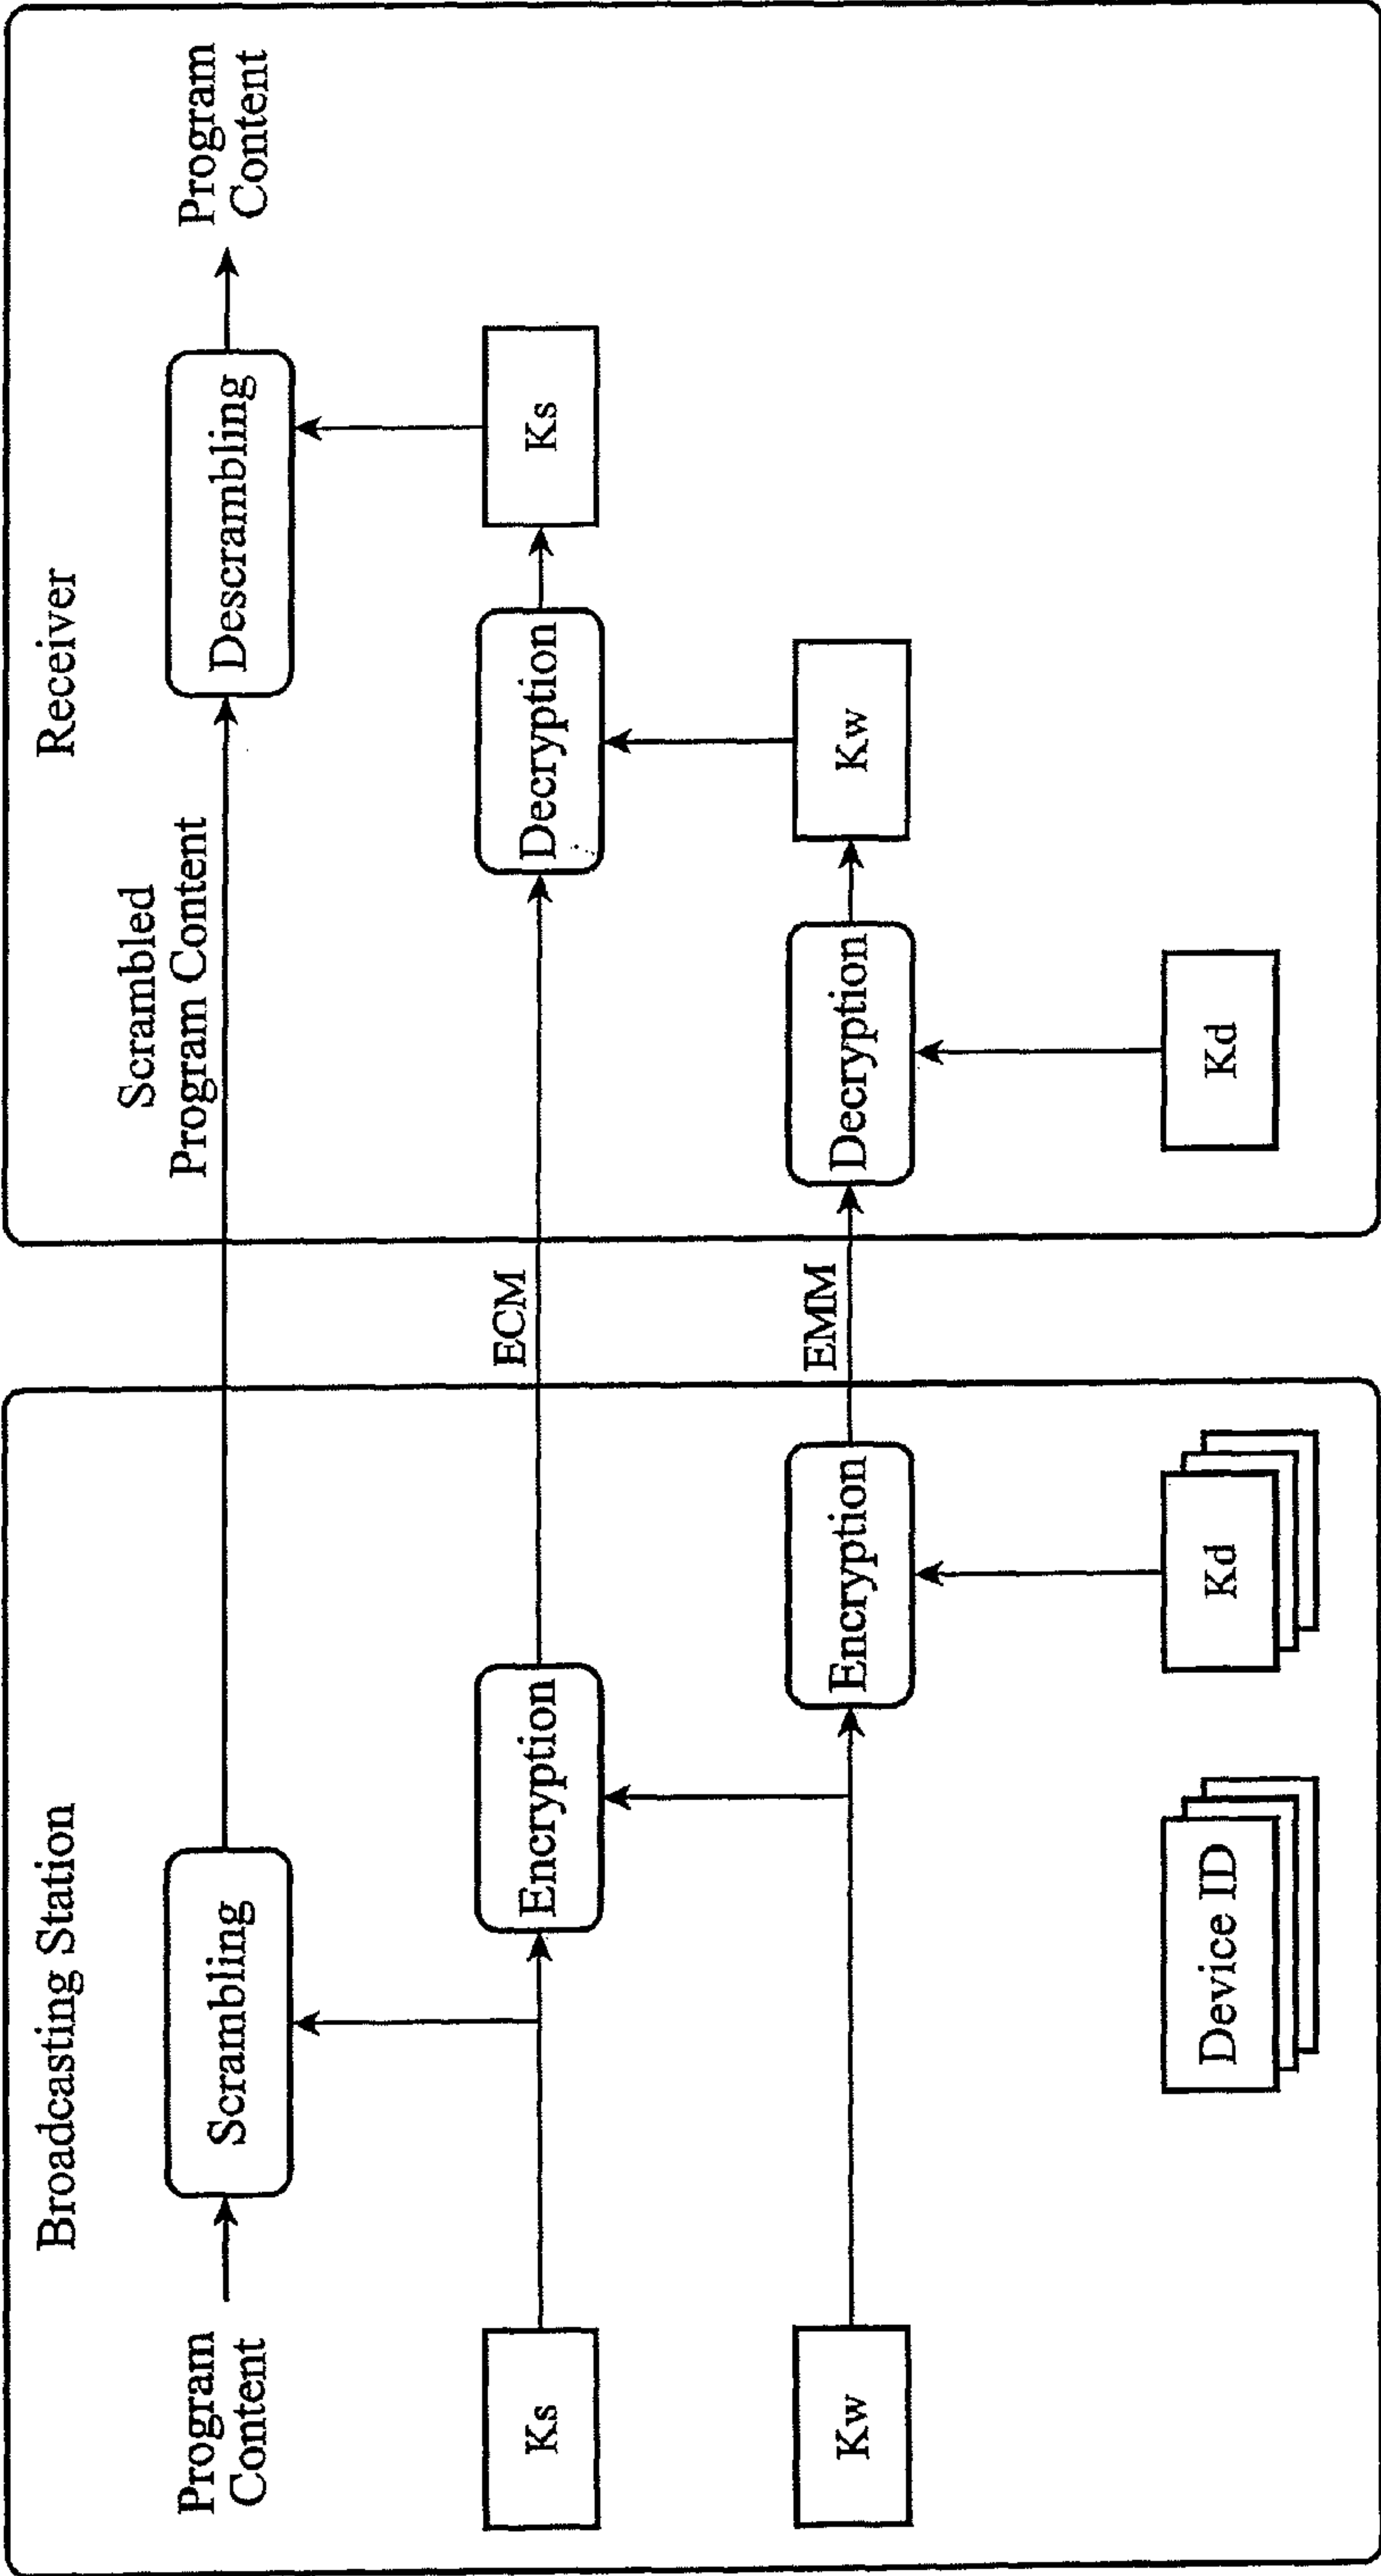 Broadcasting Station
Program
Content
Scrambling
Ks
Encryption
Kw
Encryption
Device ID
Kd
ECM
EMM
Receiver
Scrambled
Program Content
Descrambling
Program
Content
Decryption
Ks
Decryption
Kw
Kd